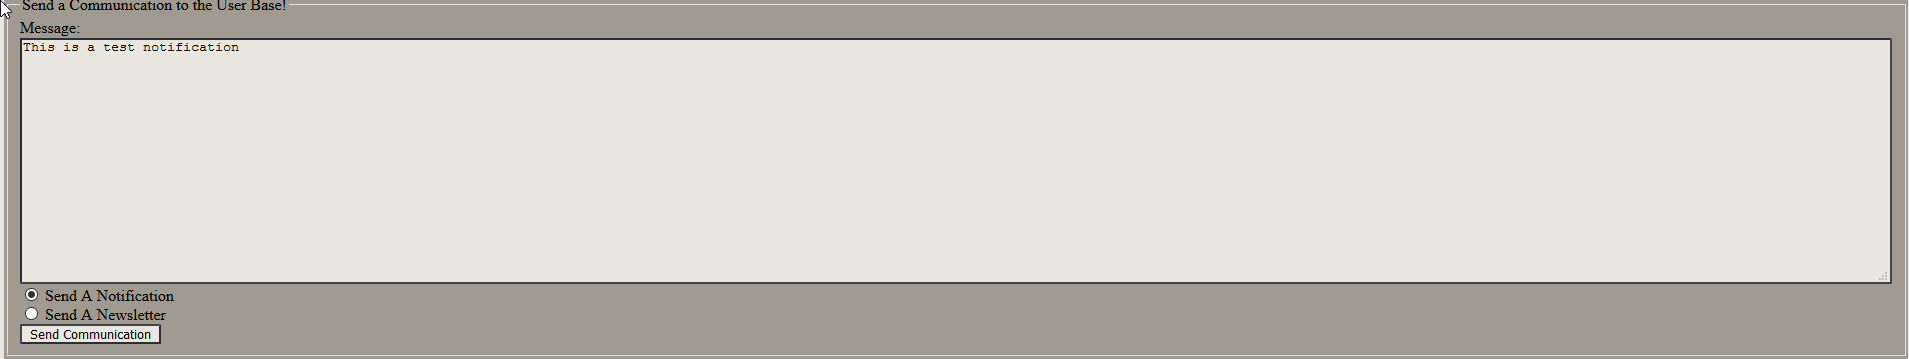 Send a Communication to the User Base!
Message:
This is a test notification
Send A Notification
Send A Newsletter
Send Communication